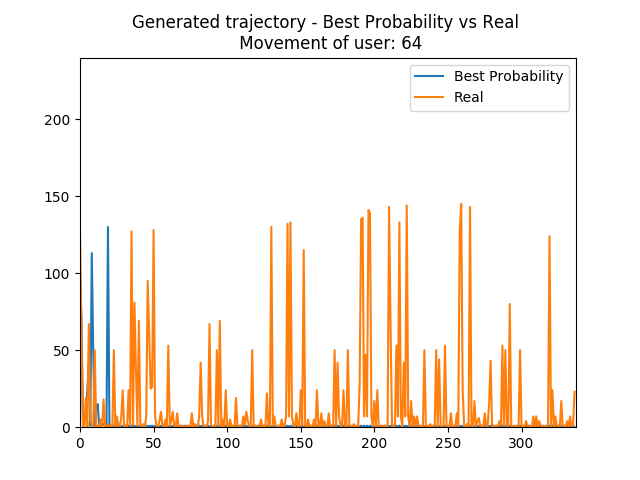 Generated trajectory - Best Probability vs Real
Movement of user: 64
Best Probability
Real
200
150
100
50
0
0 50 100 150 200 250 300